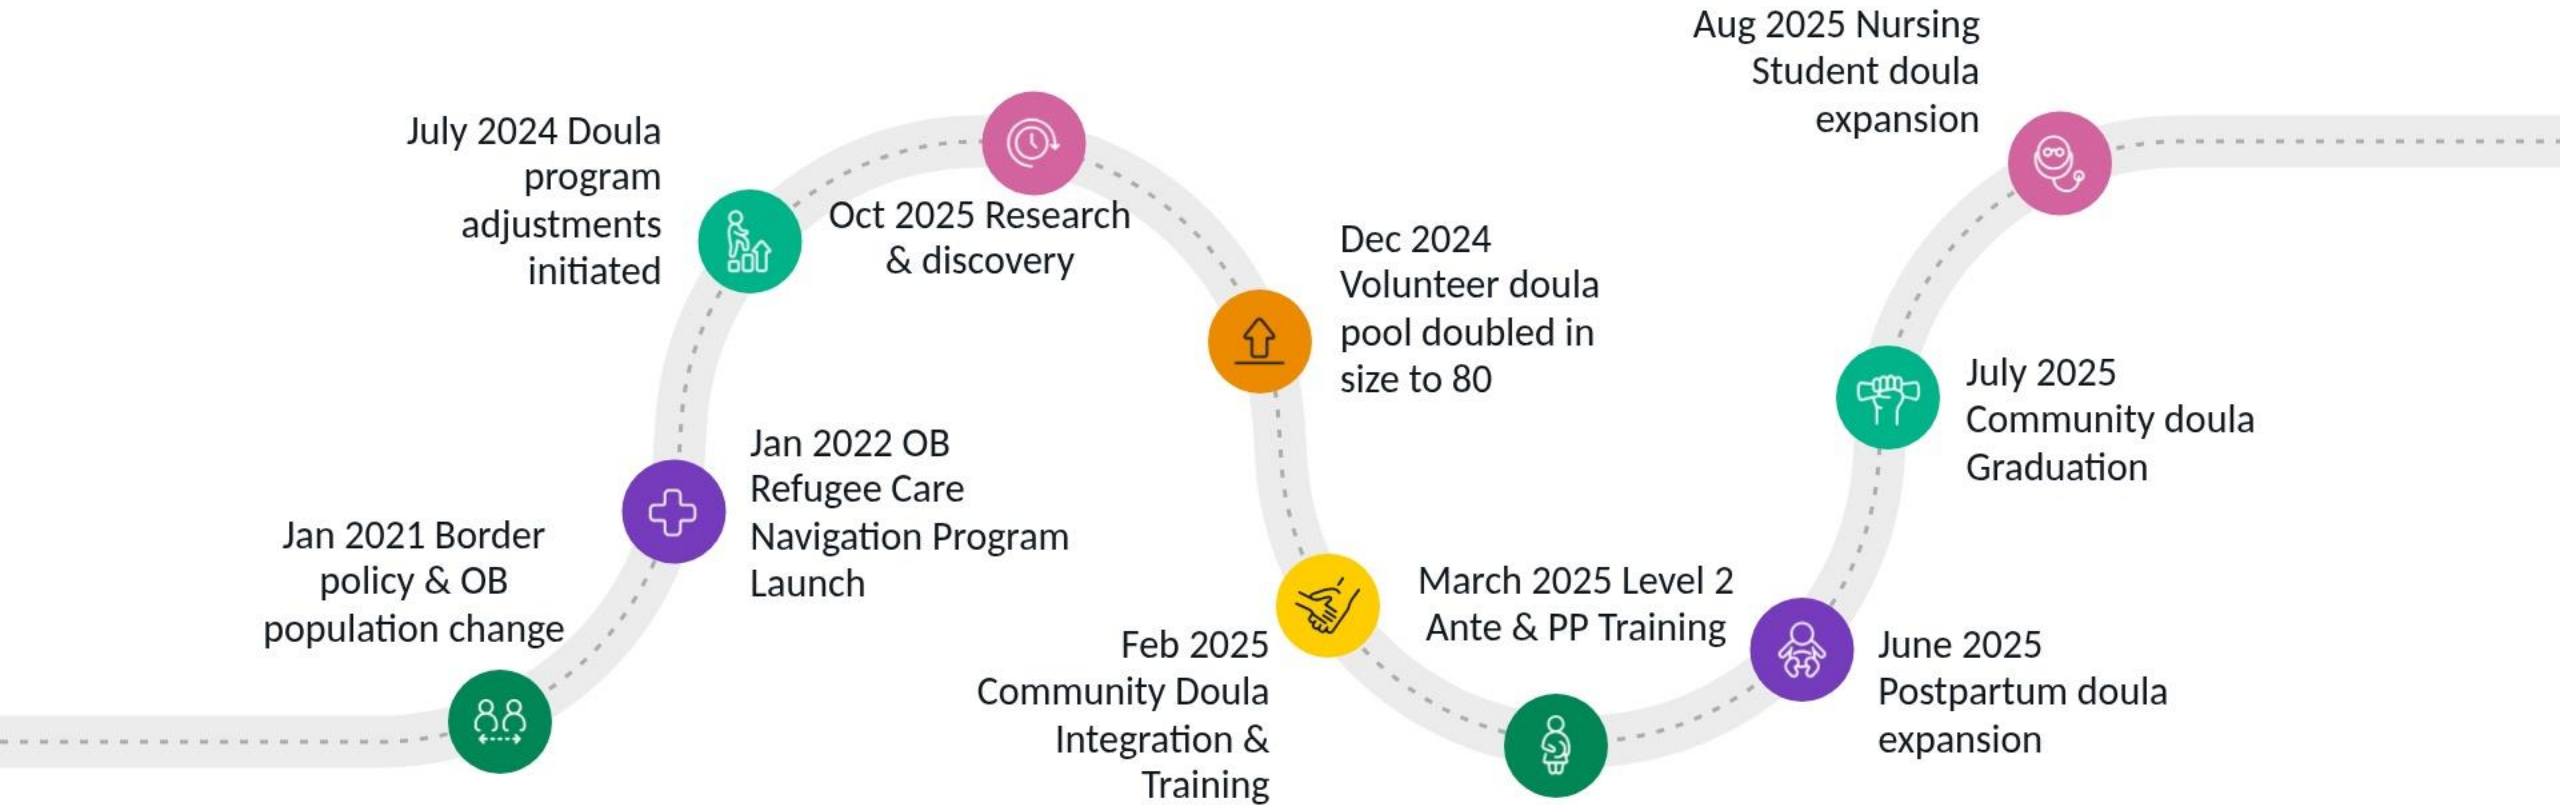 Jan 2021 Border
policy & OB
population change
Jan 2022 OB
Refugee Care
Navigation Program
Launch
July 2024 Doula
program
adjustments
initiated
Oct 2025 Research
& discovery
Dec 2024
Volunteer doula
pool doubled in
size to 80
Feb 2025
Community Doula
Integration &
Training
March 2025 Level 2
Ante & PP Training
June 2025
Postpartum doula
expansion
July 2025
Community doula
Graduation
Aug 2025 Nursing
Student doula
expansion